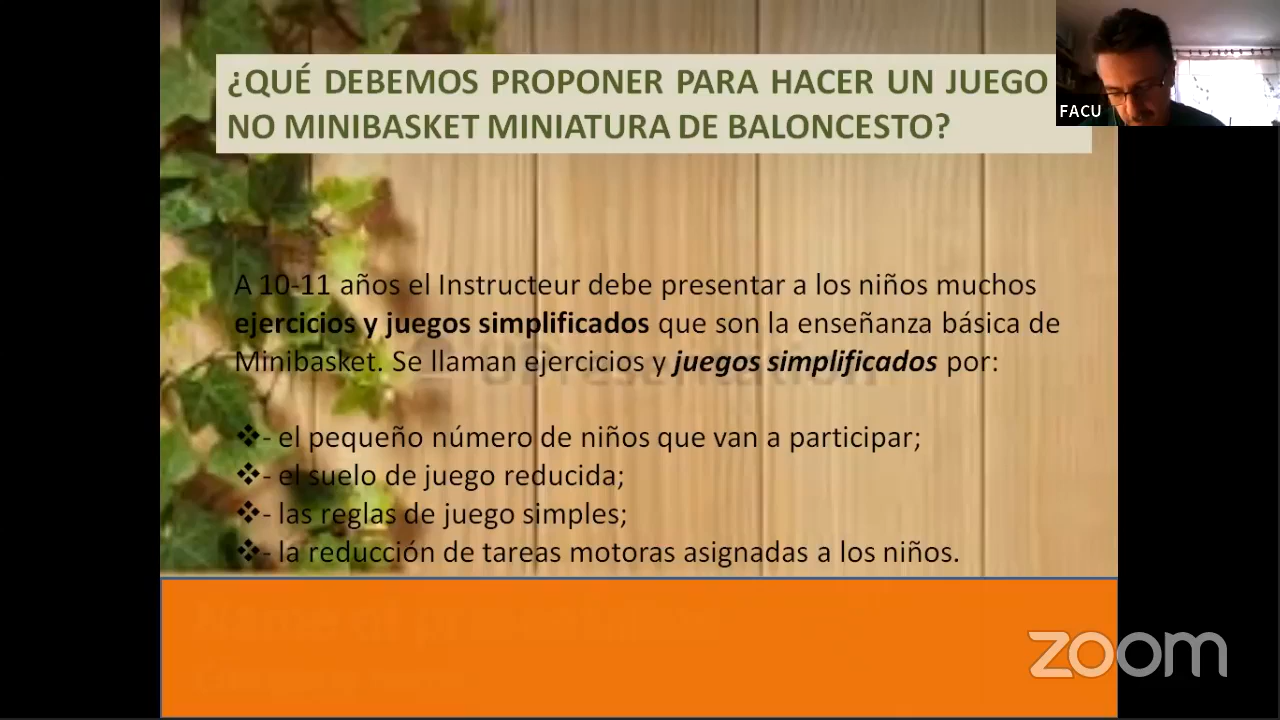 ¿QUÉ DEBEMOS PROPONER PARA HACER UN JUEGO
NO MINIBASKET MINIATURA DE BALONCESTO?
FACU
A 10-11 años el Instructeur debe presentar a los niños muchos
ejercicios y juegos simplificados que son la enseñanza básica de
Minibasket. Se llaman ejercicios y juegos simplificados por:
❖- el pequeño número de niños que van a participar;
❖- el suelo de juego reducida;
❖- las reglas de juego simples;
❖- la reducción de tareas motoras asignadas a los niños.
zoom